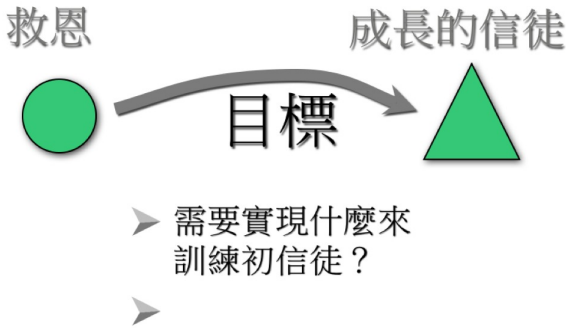 救恩
成長的信徒
目標
需要實現什麼來
訓練初信徒？